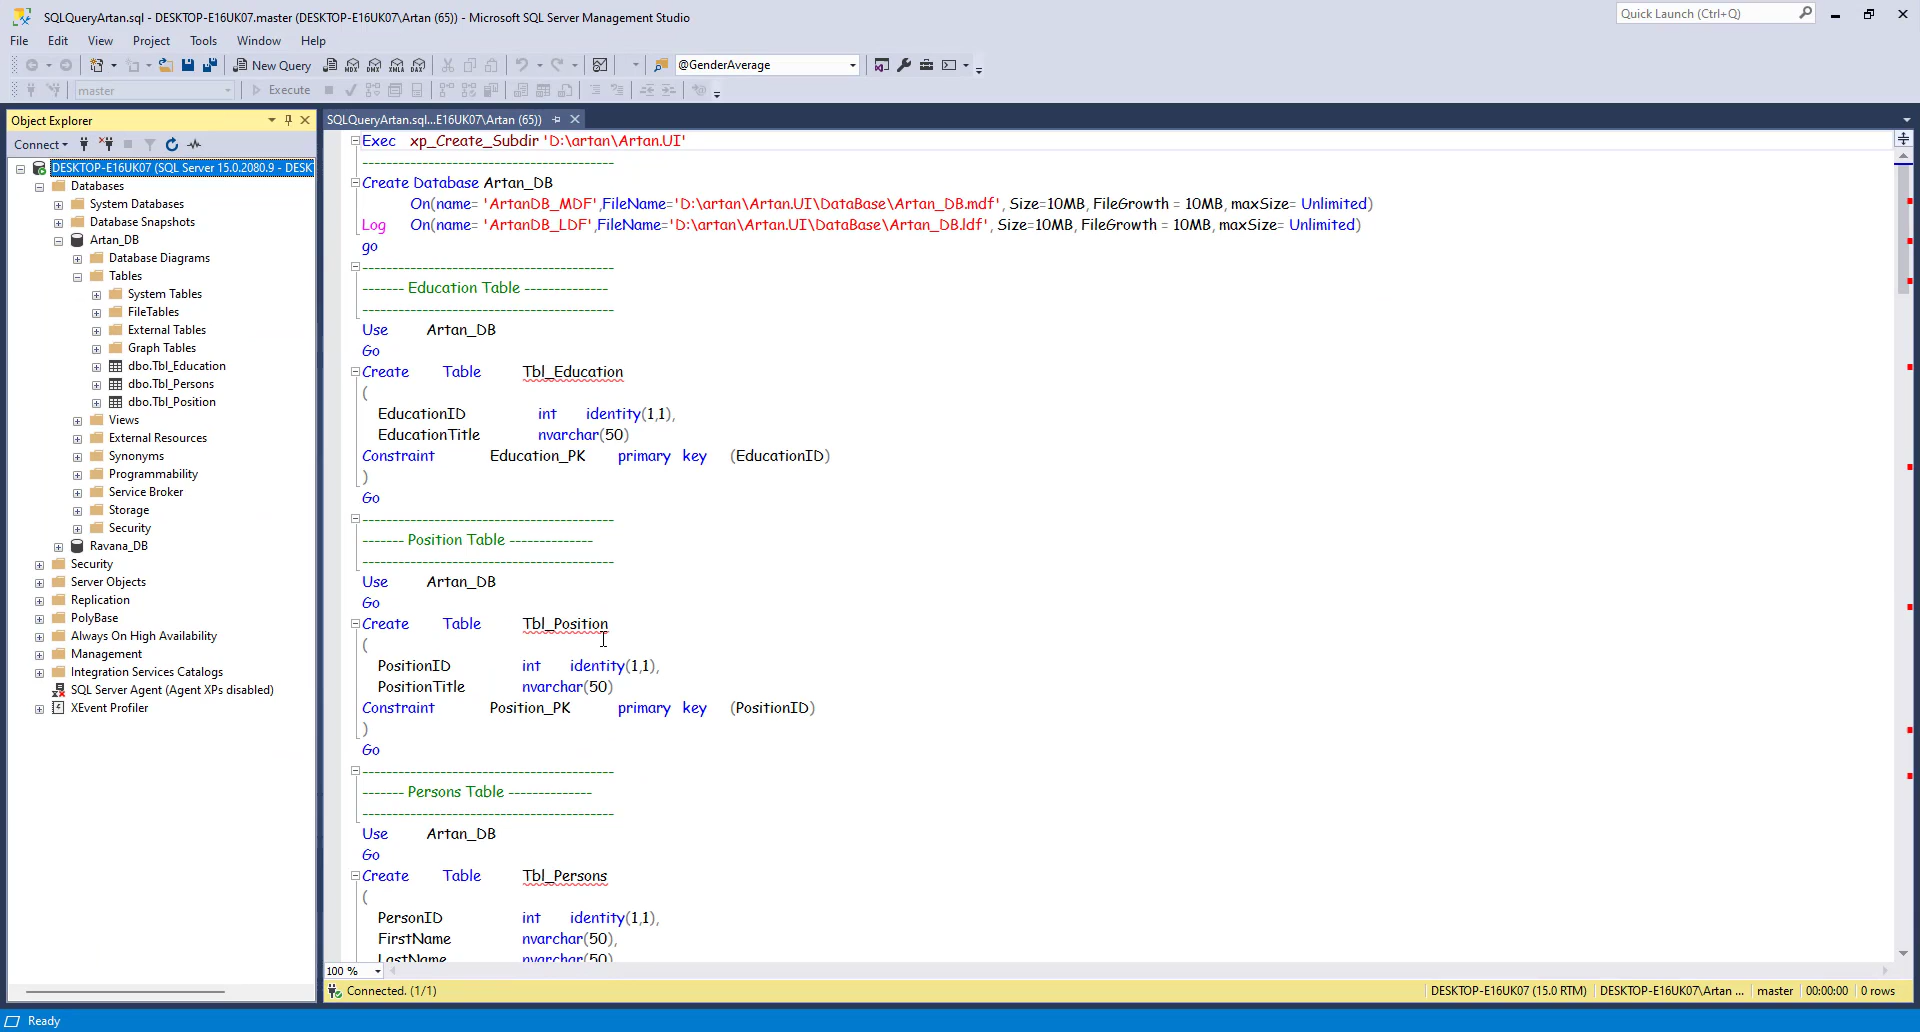 SQLQueryArtan.sql - DESKTOP-E16UK07.master (DESKTOP-E16UK07\Artan (65)) - Microsoft SQL Server Management Studio
Quick Launch (Ctrl+Q)
File Edit View Project Tools Window Help
New Query
MDX DMX XMLA DAX
@GenderAverage
master
Execute
Object Explorer
SQLQueryArtan.sql...E16UK07\Artan (65))
Connect
DESKTOP-E16UK07 (SQL Server 15.0.2080.9 - DESK
Databases
System Databases
Database Snapshots
Artan_DB
Database Diagrams
Tables
System Tables
FileTables
External Tables
Graph Tables
dbo.Tbl_Education
dbo.Tbl_Persons
dbo.Tbl_Position
Views
External Resources
Synonyms
Programmability
Service Broker
Storage
Security
Ravana_DB
Security
Server Objects
Replication
PolyBase
Always On High Availability
Management
Integration Services Catalogs
SQL Server Agent (Agent XPs disabled)
XEvent Profiler
Exec xp_Create_Subdir 'D:\artan\Artan.UI'
------------------------------------------
Create Database Artan_DB
On(name= 'ArtanDB_MDF',FileName='D:\artan\Artan.UI\DataBase\Artan_DB.mdf', Size=10MB, FileGrowth = 10MB, maxSize= Unlimited)
Log On(name= 'ArtanDB_LDF',FileName='D:\artan\Artan.UI\DataBase\Artan_DB.ldf', Size=10MB, FileGrowth = 10MB, maxSize= Unlimited)
go
------------------------------------------
------- Education Table --------------
------------------------------------------
Use Artan_DB
Go
Create Table Tbl_Education
(
EducationID int identity(1,1),
EducationTitle nvarchar(50)
Constraint Education_PK primary key (EducationID)
)
Go
------------------------------------------
------- Position Table --------------
------------------------------------------
Use Artan_DB
Go
Create Table Tbl_Position
(
PositionID int identity(1,1),
PositionTitle nvarchar(50)
Constraint Position_PK primary key (PositionID)
)
Go
------------------------------------------
------- Persons Table --------------
------------------------------------------
Use Artan_DB
Go
Create Table Tbl_Persons
(
PersonID int identity(1,1),
FirstName nvarchar(50),
LastName nvarchar(50)
100 %
Connected. (1/1)
DESKTOP-E16UK07 (15.0 RTM) DESKTOP-E16UK07\Artan ... master 00:00:00 0 rows
Ready